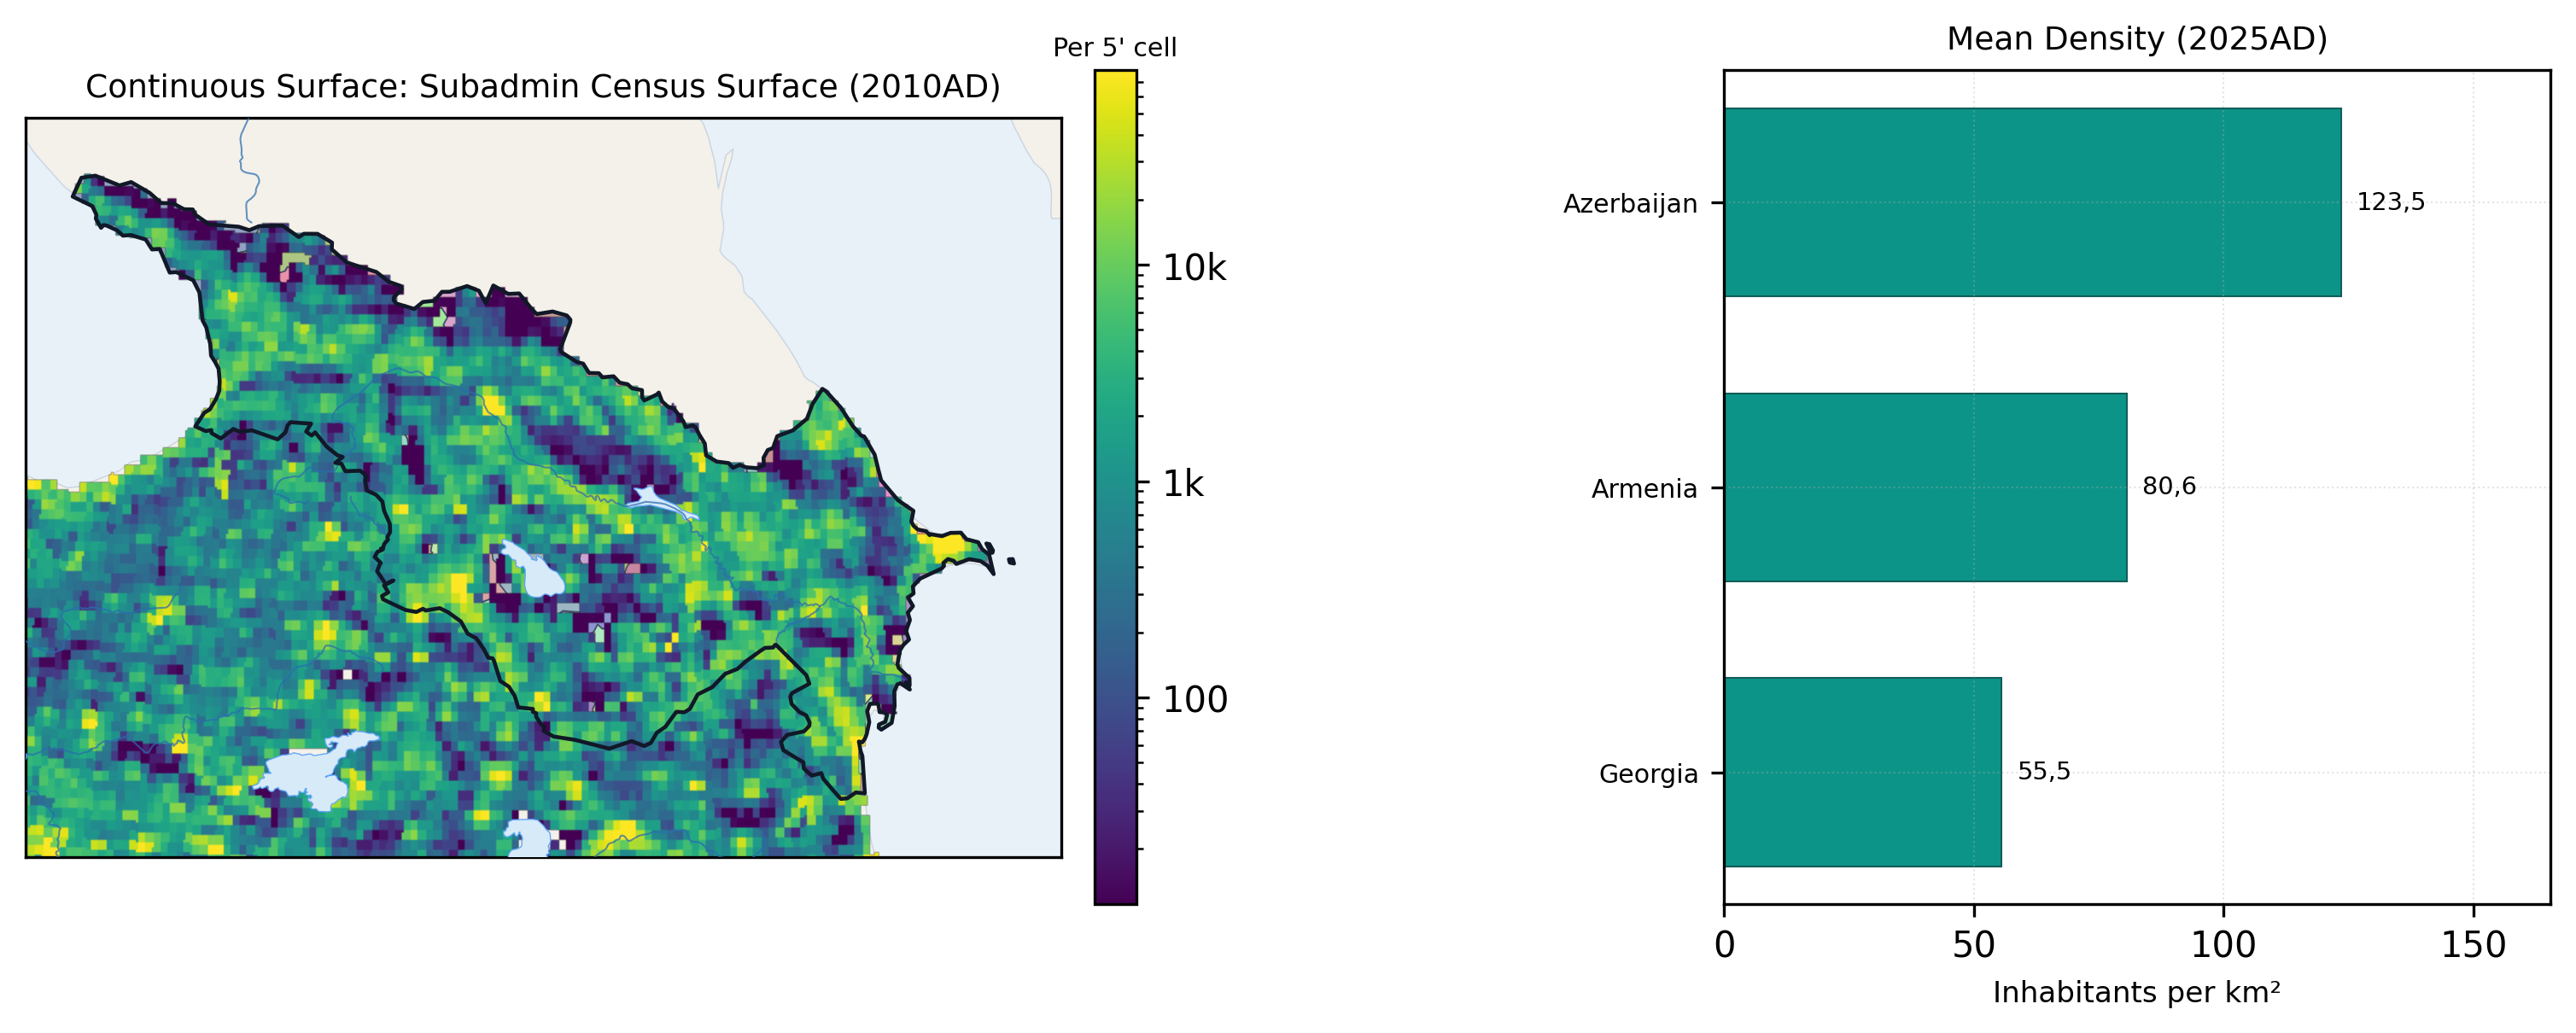 Continuous Surface: Subadmin Census Surface (2010AD)
Per 5' cell
10k
1k
100
Mean Density (2025AD)
Azerbaijan
123,5
Armenia
80,6
Georgia
55,5
0
50
100
150
Inhabitants per km²